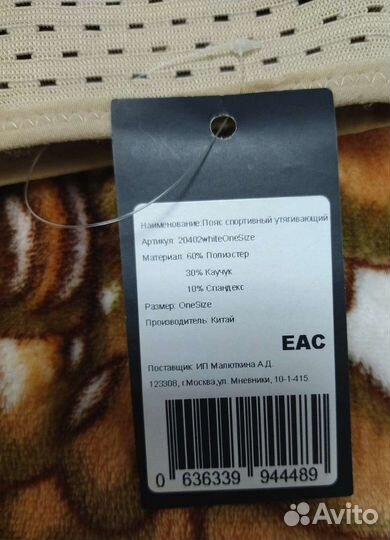 Наименование:Пояс спортивный утягивающий
Артикул: 20402whiteOneSize
Материал: 60% Полиэстер
30% Каучук
10% Спандекс
Размер: OneSize
Производитель: Китай
EAC
Поставщик: ИП Малюткина А.Д.
123308, г.Москва,ул. Мневники, 10-1-415
0 636339 944489
Avito